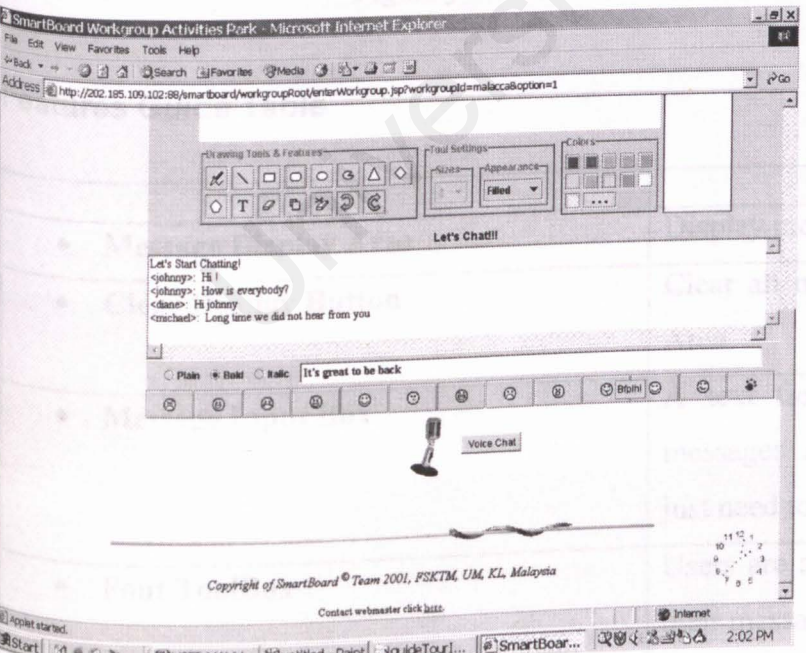 SmartBoard Workgroup Activities Park - Microsoft Internet Explorer
File Edit View Favorites Tools Help
Back Search Favorites Media
Address http://202.185.109.102:88/smartboard/workgroupRoot/enterWorkgroup.jsp?workgroupId=malacca&option=1 Go
Drawing Tools & Features Tool Settings Colors
Sizes Appearance
T Filled ...
Let's Chat!!!
Let's Start Chatting!
<johnny>: Hi !
<johnny>: How is everybody?
<diane>: Hi johnny
<michael>: Long time we did not hear from you
Plain Bold Italic It's great to be back
Bfplhi
Voice Chat
Copyright of SmartBoard © Team 2001, FSKTM, UM, KL, Malaysia
Contact webmaster click here.
Applet started. Internet
Start Paint guideTour1... SmartBoar... 2:02 PM